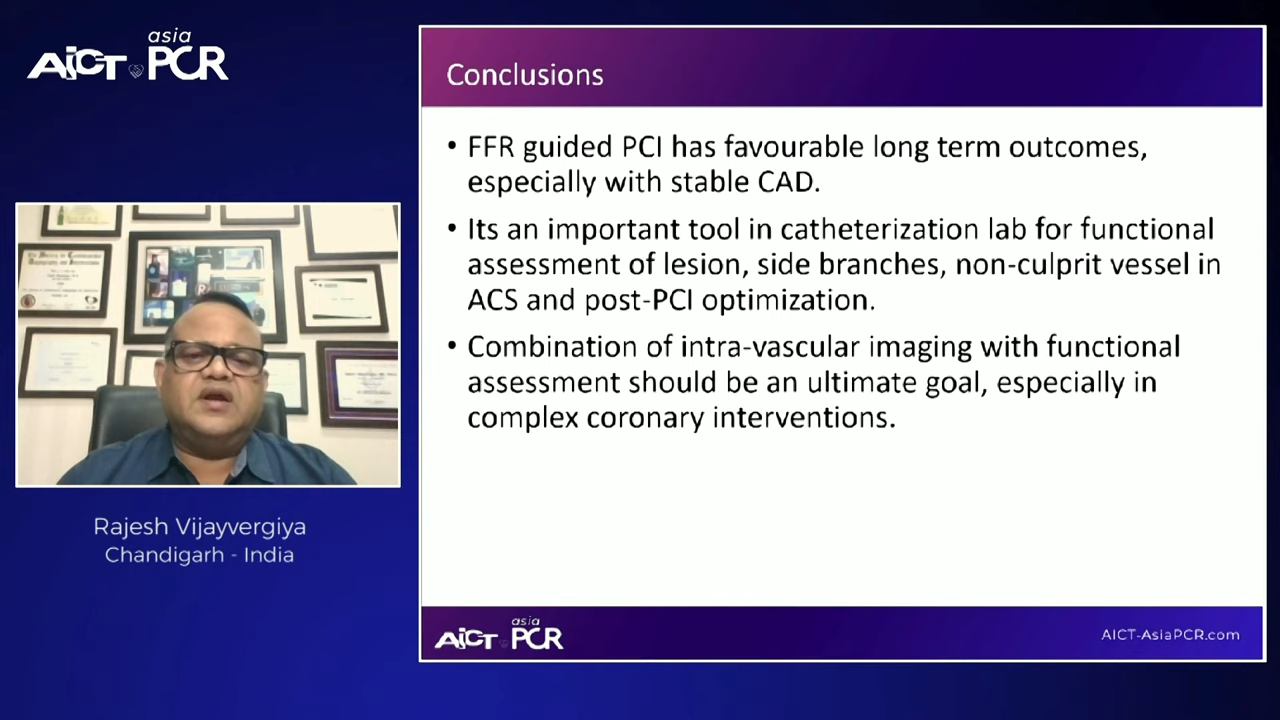 asia
AICT PCR
Conclusions
• FFR guided PCI has favourable long term outcomes,
especially with stable CAD.
• Its an important tool in catheterization lab for functional
assessment of lesion, side branches, non-culprit vessel in
ACS and post-PCI optimization.
• Combination of intra-vascular imaging with functional
assessment should be an ultimate goal, especially in
complex coronary interventions.
Rajesh Vijayvergiya
Chandigarh - India
asia
AICT PCR
AICT-AsiaPCR.com